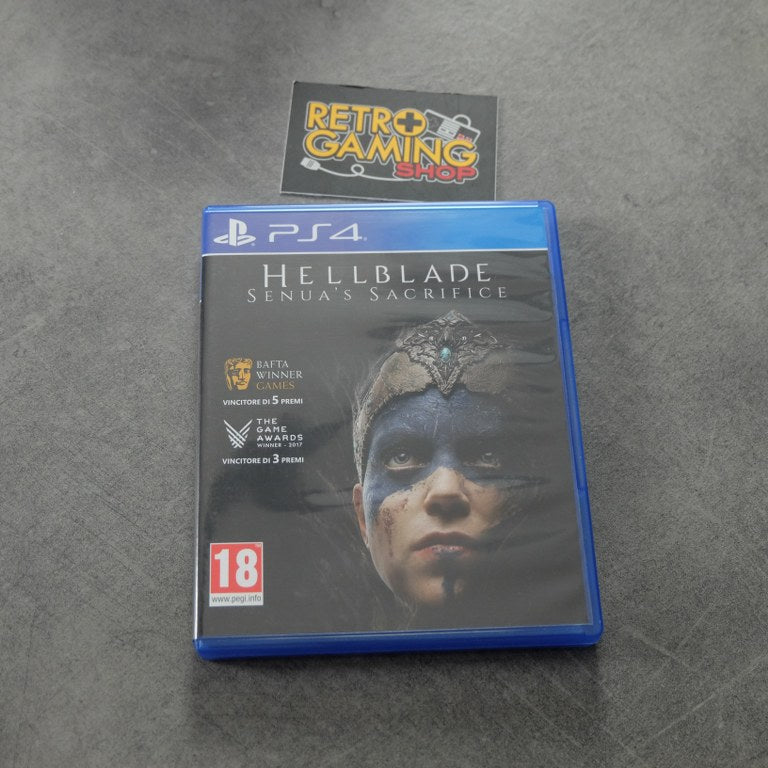 RETRO
GAMING
SHOP
PS4
HELLBLADE
SENUA'S SACRIFICE
BAFTA
WINNER
GAMES
VINCITORE DI 5 PREMI
THE
GAME
AWARDS
WINNER - 2017
VINCITORE DI 3 PREMI
18
www.pegi.info